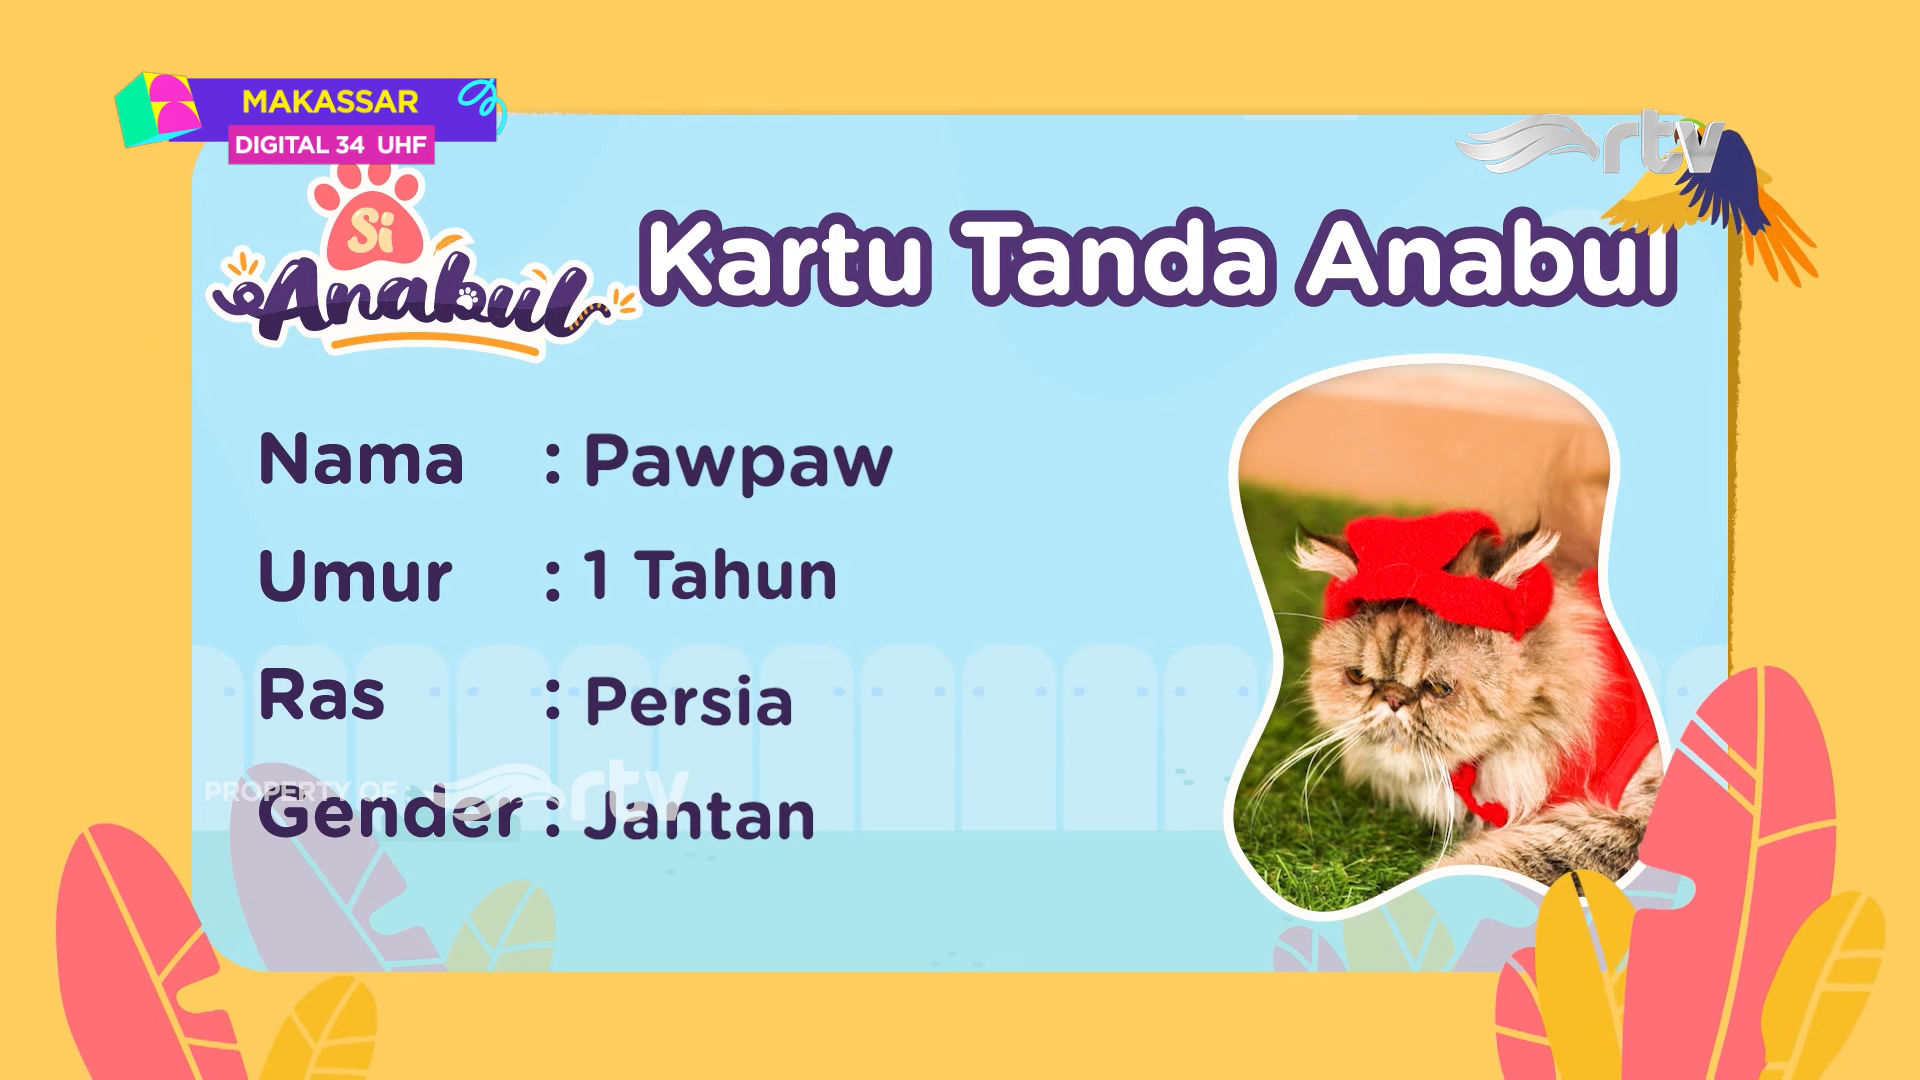 MAKASSAR
DIGITAL 34 UHF
rtv
Si
Anabul
Kartu Tanda Anabul
Nama : Pawpaw
Umur : 1 Tahun
Ras : Persia
PROPERTY OF rtv
Gender : Jantan